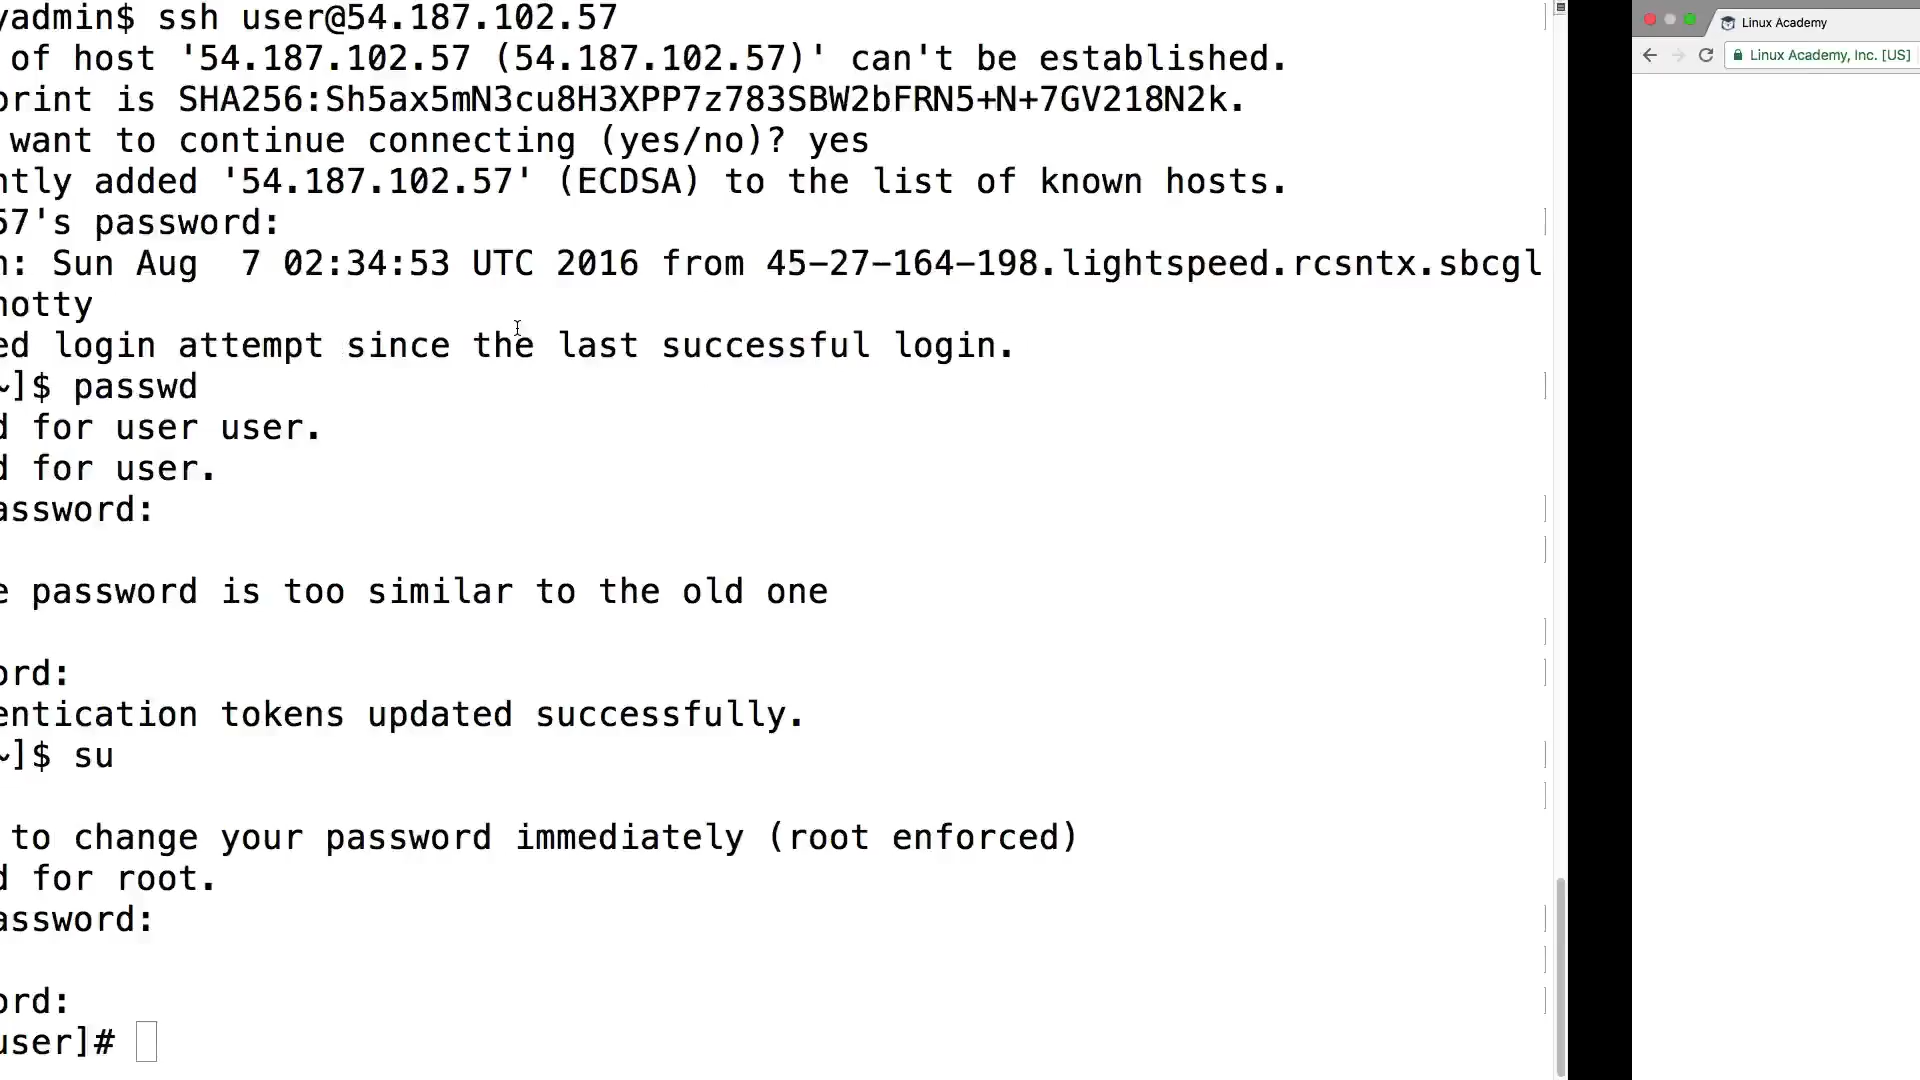 yadmin$ ssh user@54.187.102.57
of host '54.187.102.57 (54.187.102.57)' can't be established.
print is SHA256:Sh5ax5mN3cu8H3XPP7z783SBW2bFRN5+N+7GV218N2k.
want to continue connecting (yes/no)? yes
ntly added '54.187.102.57' (ECDSA) to the list of known hosts.
57's password:
n: Sun Aug  7 02:34:53 UTC 2016 from 45-27-164-198.lightspeed.rcsntx.sbcgl
notty
ed login attempt since the last successful login.
~]$ passwd
d for user user.
d for user.
assword:
e password is too similar to the old one
ord:
entication tokens updated successfully.
~]$ su
to change your password immediately (root enforced)
d for root.
assword:
ord:
user]#
Linux Academy
Linux Academy, Inc. [US]